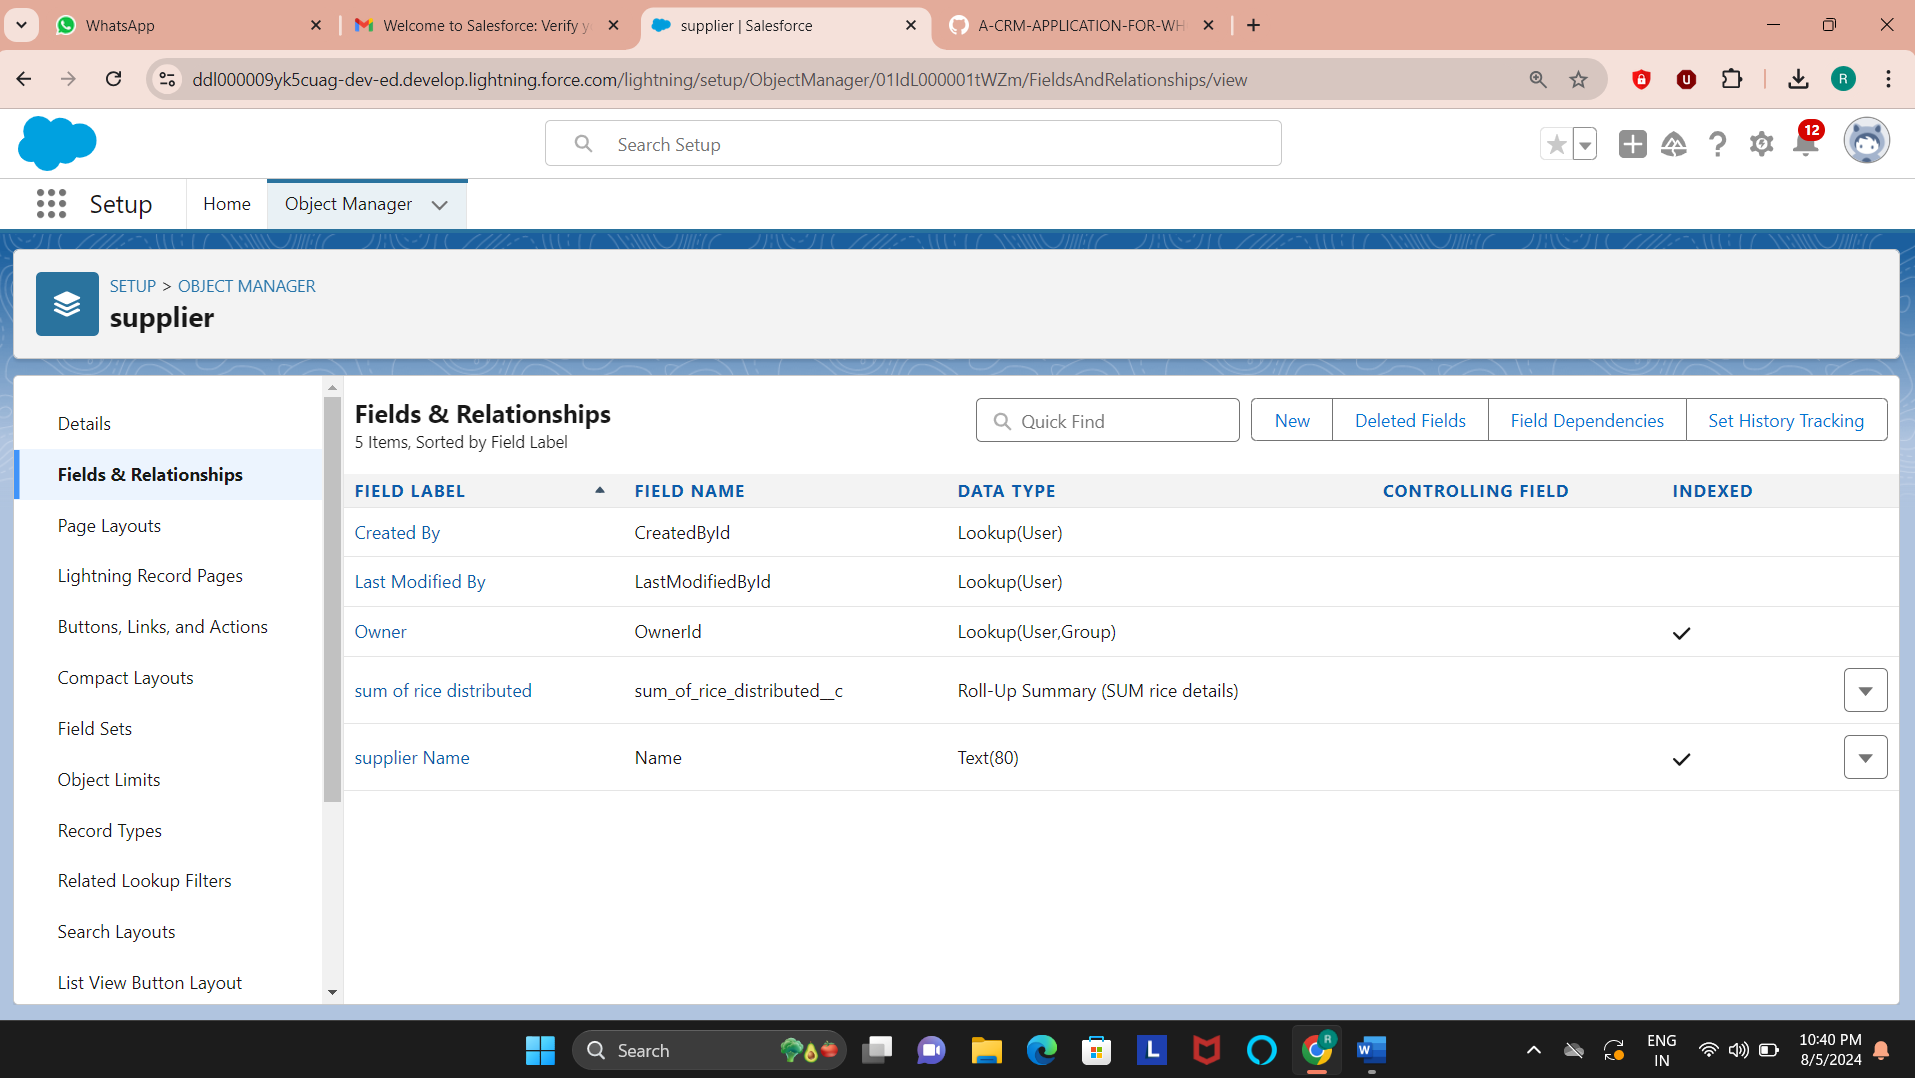 WhatsApp
Welcome to Salesforce: Verify y
supplier | Salesforce
A-CRM-APPLICATION-FOR-WH
ddl000009yk5cuag-dev-ed.develop.lightning.force.com/lightning/setup/ObjectManager/01IdL000001tWZm/FieldsAndRelationships/view
R
Search Setup
12
Setup
Home
Object Manager
SETUP > OBJECT MANAGER
supplier
Details
Fields & Relationships
Page Layouts
Lightning Record Pages
Buttons, Links, and Actions
Compact Layouts
Field Sets
Object Limits
Record Types
Related Lookup Filters
Search Layouts
List View Button Layout
Fields & Relationships
5 Items, Sorted by Field Label
Quick Find
New
Deleted Fields
Field Dependencies
Set History Tracking
FIELD LABEL FIELD NAME DATA TYPE CONTROLLING FIELD INDEXED
Created By CreatedById Lookup(User)
Last Modified By LastModifiedById Lookup(User)
Owner OwnerId Lookup(User,Group)
sum of rice distributed sum_of_rice_distributed__c Roll-Up Summary (SUM rice details)
supplier Name Name Text(80)
Search
L
R
W
ENG
IN
10:40 PM
8/5/2024